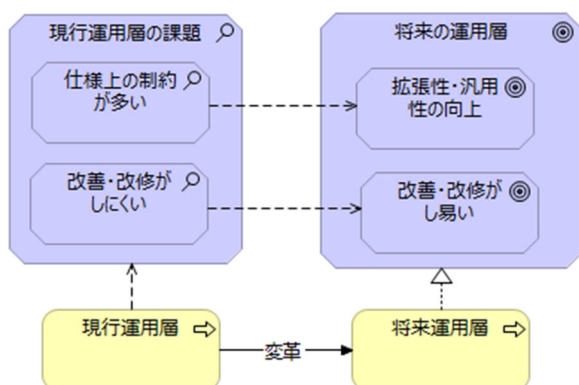 現行運用層の課題
将来の運用層
仕様上の制約
が多い
拡張性・汎用
性の向上
改善・改修が
しにくい
改善・改修が
し易い
現行運用層
変革
将来運用層